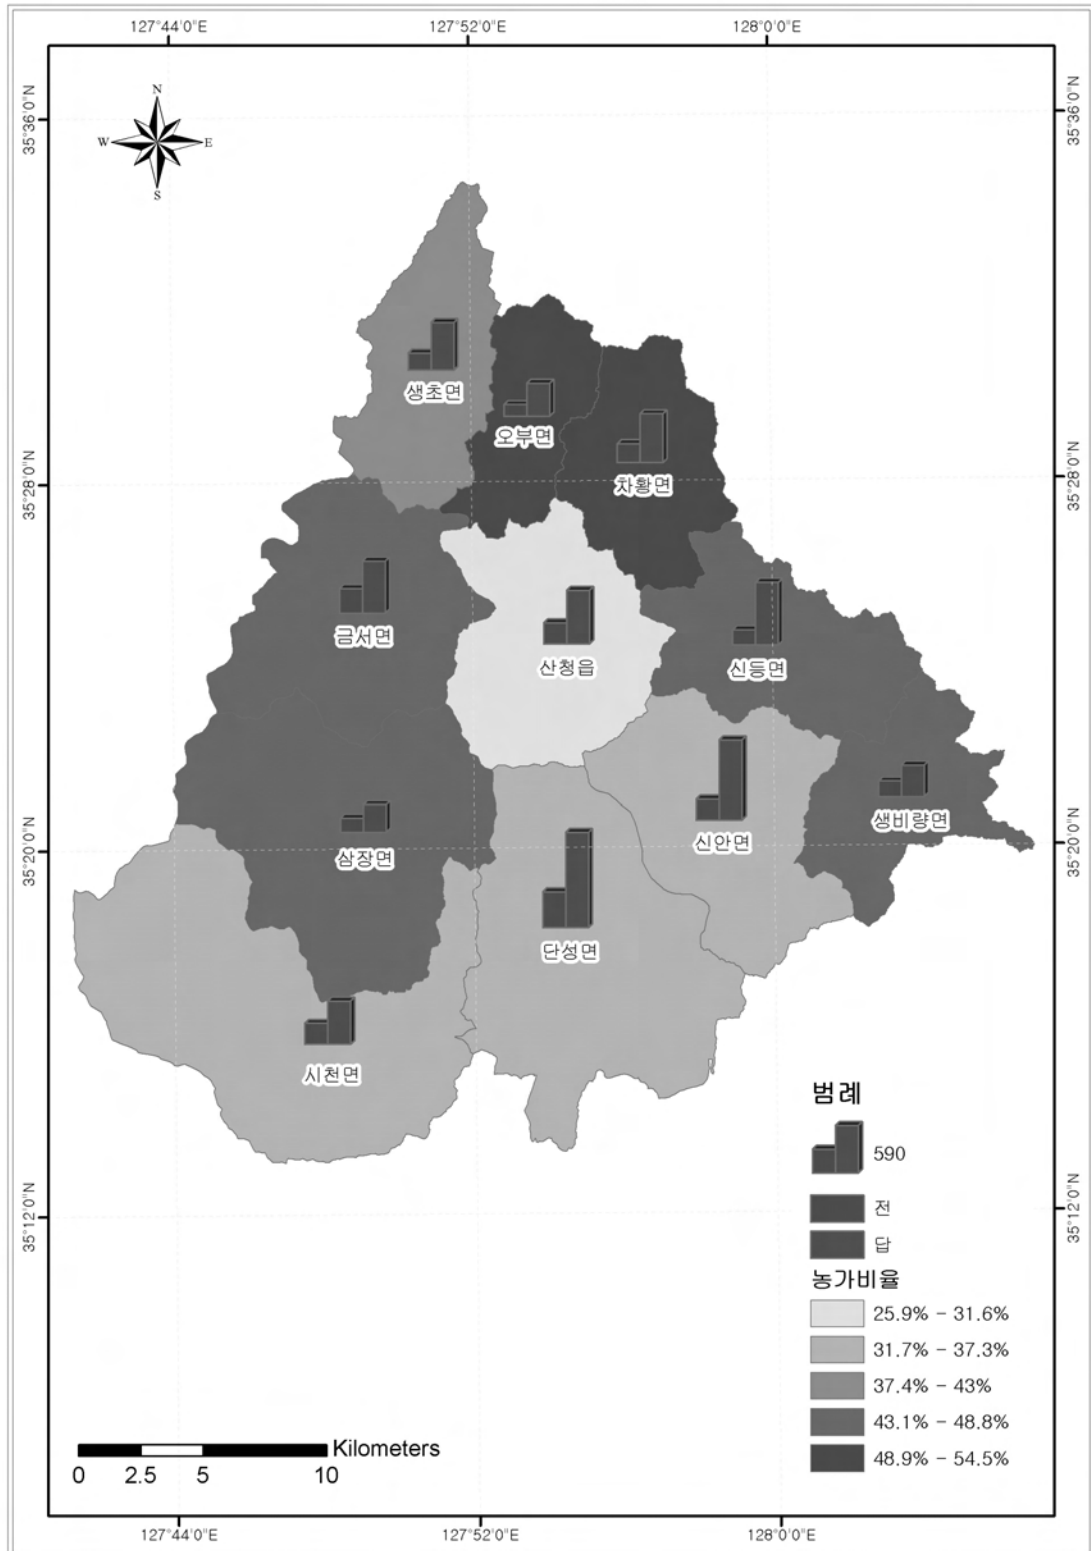 127°44'0"E 127°52'0"E 128°0'0"E
35°36'0"N 35°36'0"N
N
W E
S
생초면
오부면
35°28'0"N 차황면 35°28'0"N
금서면
산청읍 신등면
생비량면
35°20'0"N 삼장면 신안면 35°20'0"N
단성면
시천면
범례
590
전
35°12'0"N 35°12'0"N
답
농가비율
25.9% - 31.6%
31.7% - 37.3%
37.4% - 43%
43.1% - 48.8%
48.9% - 54.5%
Kilometers
0 2.5 5 10
127°44'0"E 127°52'0"E 128°0'0"E